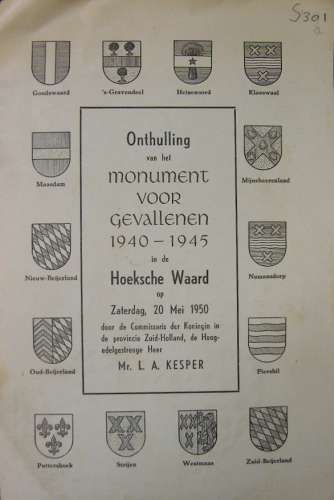 S301
a
Goudswaard
's-Gravendeel
Heinenoord
Klaaswaal
Maasdam
Mijnsheerenland
Nieuw-Beijerland
Numansdorp
Oud-Beijerland
Piershil
Puttershoek
Strijen
Westmaas
Zuid-Beijerland
Onthulling
van het
MONUMENT
VOOR
GEVALLENEN
1940 – 1945
in de
Hoeksche Waard
op
Zaterdag, 20 Mei 1950
door de Commissaris der Koningin in
de provincie Zuid-Holland, de Hoog-
edelgestrenge Heer
Mr. L. A. KESPER